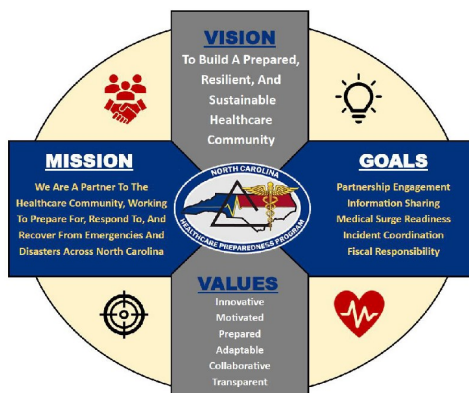 VISION
To Build A Prepared,
Resilient, And
Sustainable
Healthcare
Community
MISSION
We Are A Partner To The
Healthcare Community, Working
To Prepare For, Respond To, And
Recover From Emergencies And
Disasters Across North Carolina
NORTH CAROLINA
HEALTHCARE PREPAREDNESS PROGRAM
GOALS
Partnership Engagement
Information Sharing
Medical Surge Readiness
Incident Coordination
Fiscal Responsibility
VALUES
Innovative
Motivated
Prepared
Adaptable
Collaborative
Transparent